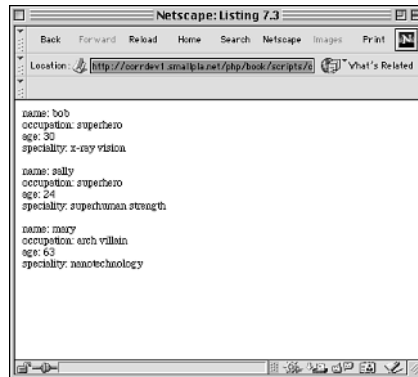 Netscape: Listing 7.3
Back Forward Reload Home Search Netscape Images Print
Location: http://corrdev1.smallpla.net/php/book/scripts/c What's Related
name: bob
occupation: superhero
age: 30
speciality: x-ray vision
name: sally
occupation: superhero
age: 24
speciality: superhuman strength
name: mary
occupation: arch villain
age: 63
speciality: nanotechnology